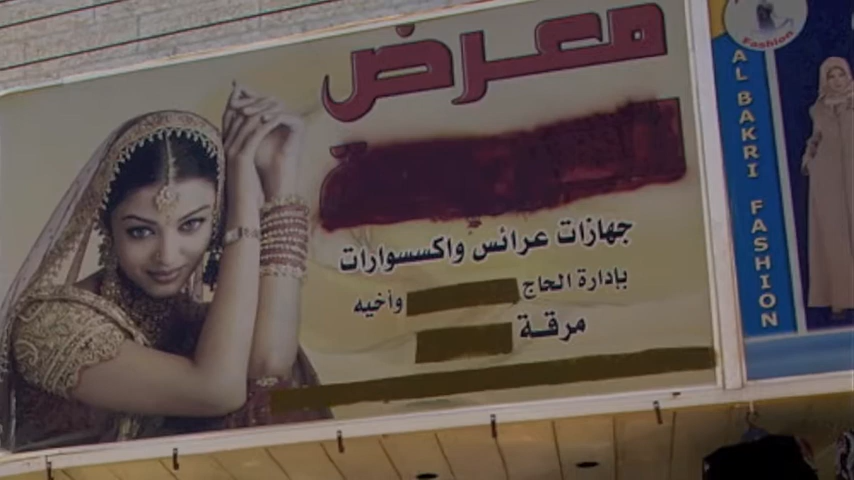 معرض
جهازات عرائس واكسسوارات
بإدارة الحاج وأخيه
مرقة
Fashion
AL BAKRI FASHION